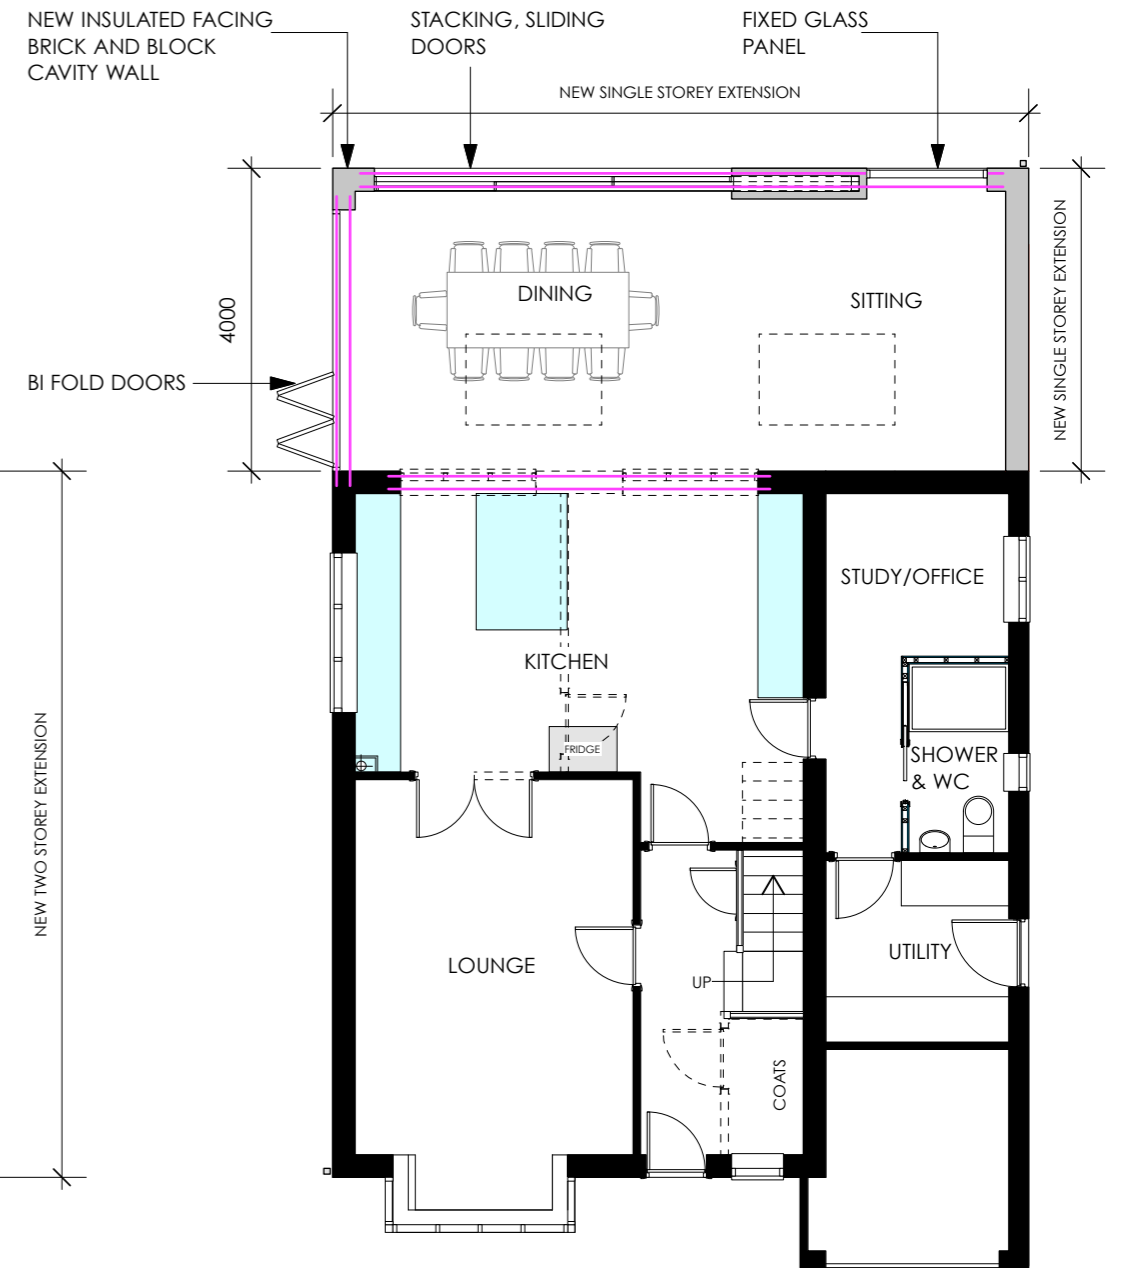 NEW INSULATED FACING
BRICK AND BLOCK
CAVITY WALL
STACKING, SLIDING
DOORS
FIXED GLASS
PANEL
NEW SINGLE STOREY EXTENSION
NEW SINGLE STOREY EXTENSION
4000
DINING
SITTING
BI FOLD DOORS
STUDY/OFFICE
KITCHEN
FRIDGE
SHOWER
& WC
NEW TWO STOREY EXTENSION
LOUNGE
UP
UTILITY
COATS